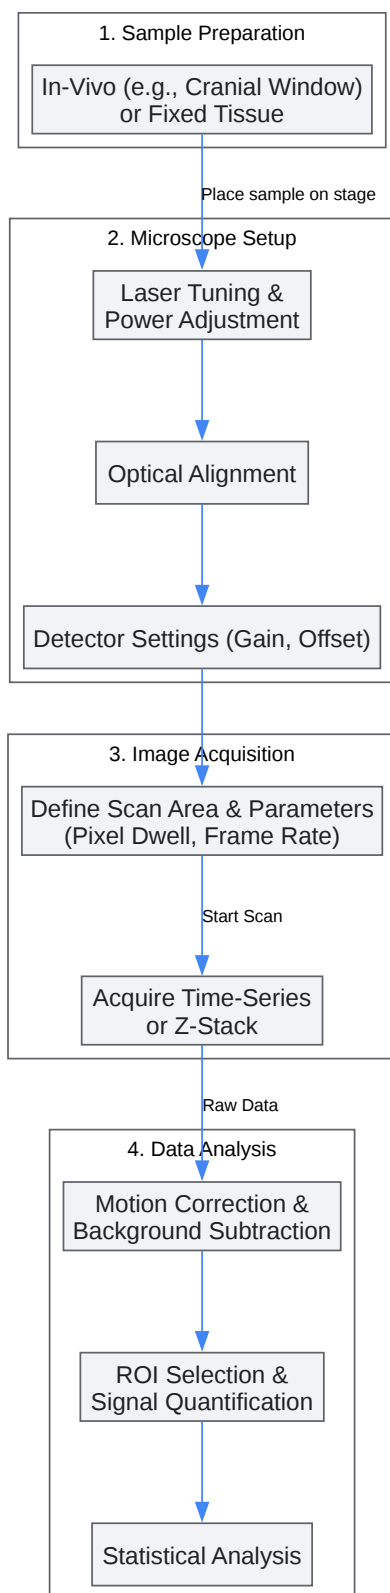 1. Sample Preparation
In-Vivo (e.g., Cranial Window)
or Fixed Tissue
Place sample on stage
2. Microscope Setup
Laser Tuning &
Power Adjustment
Optical Alignment
Detector Settings (Gain, Offset)
3. Image Acquisition
Define Scan Area & Parameters
(Pixel Dwell, Frame Rate)
Start Scan
Acquire Time-Series
or Z-Stack
Raw Data
4. Data Analysis
Motion Correction &
Background Subtraction
ROI Selection &
Signal Quantification
Statistical Analysis